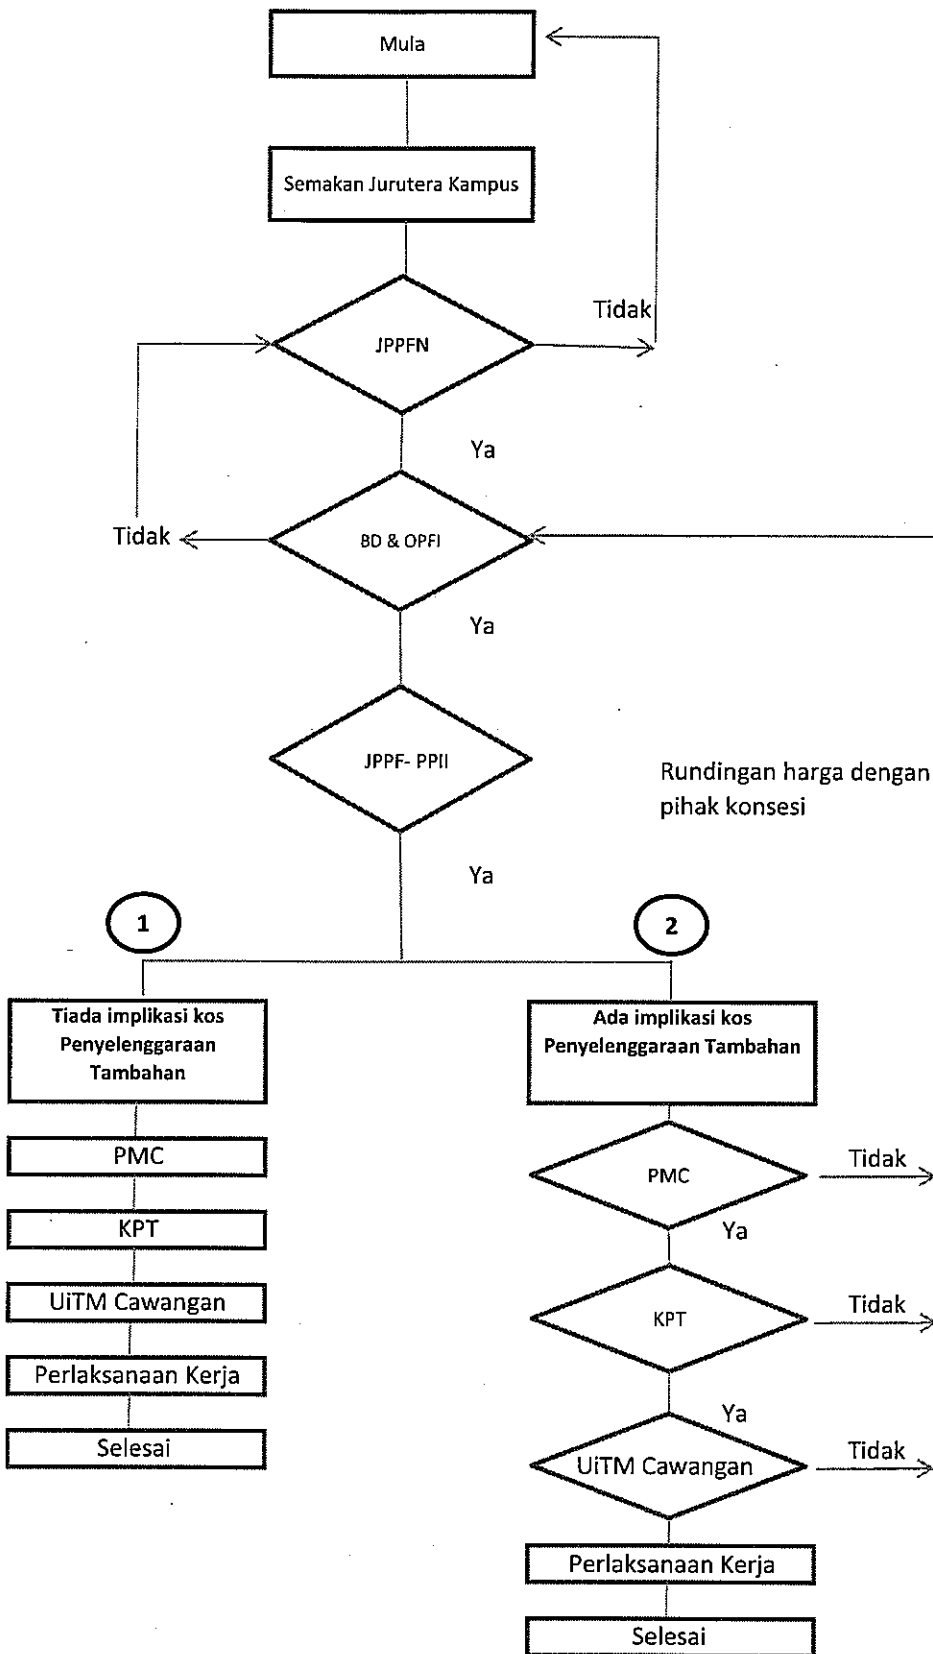 Mula
Semakan Jurutera Kampus
Tidak
JPPFN
Ya
Tidak
BD & OPFI
Ya
JPPF- PPII
Rundingan harga dengan
pihak konsesi
Ya
1
2
Tiada implikasi kos
Penyelenggaraan
Tambahan
PMC
KPT
UiTM Cawangan
Perlaksanaan Kerja
Selesai
Ada implikasi kos
Penyelenggaraan Tambahan
PMC
Tidak
Ya
KPT
Tidak
Ya
UiTM Cawangan
Tidak
Perlaksanaan Kerja
Selesai